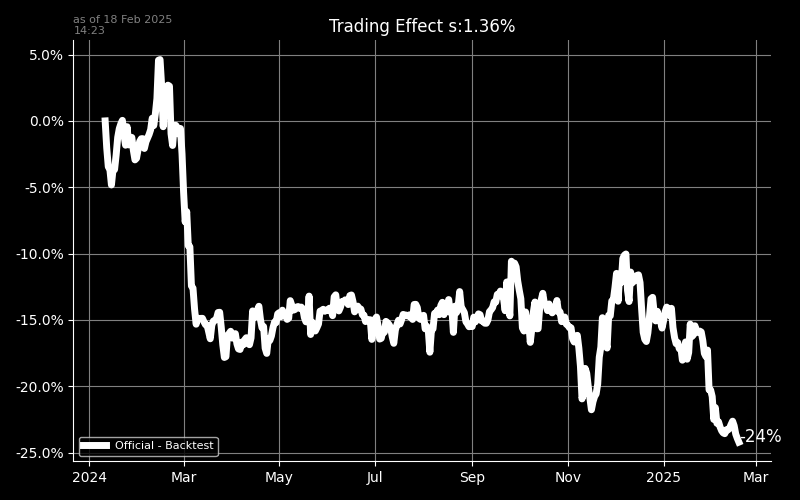 as of 18 Feb 2025
14:23
Trading Effect s:1.36%
5.0%
0.0%
-5.0%
-10.0%
-15.0%
-20.0%
-25.0%
-24%
Official - Backtest
2024 Mar May Jul Sep Nov 2025 Mar